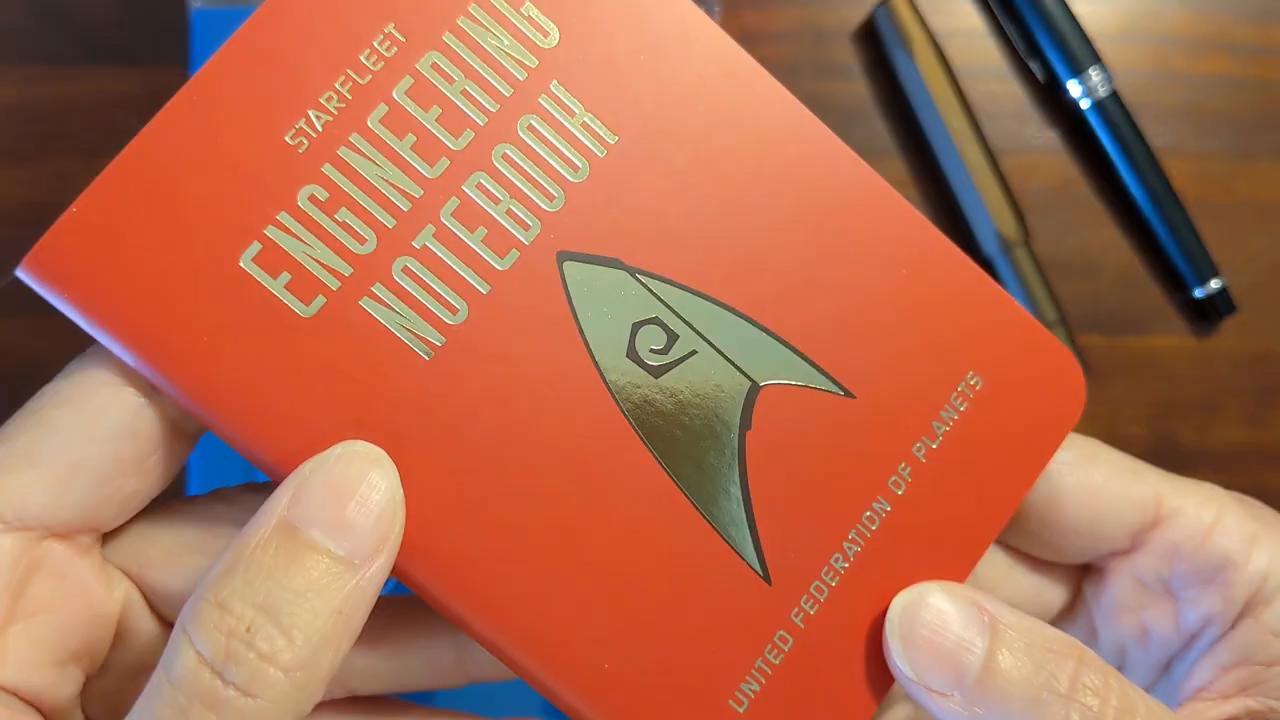 STARFLEET
ENGINEERING
NOTEBOOK
UNITED FEDERATION OF PLANETS